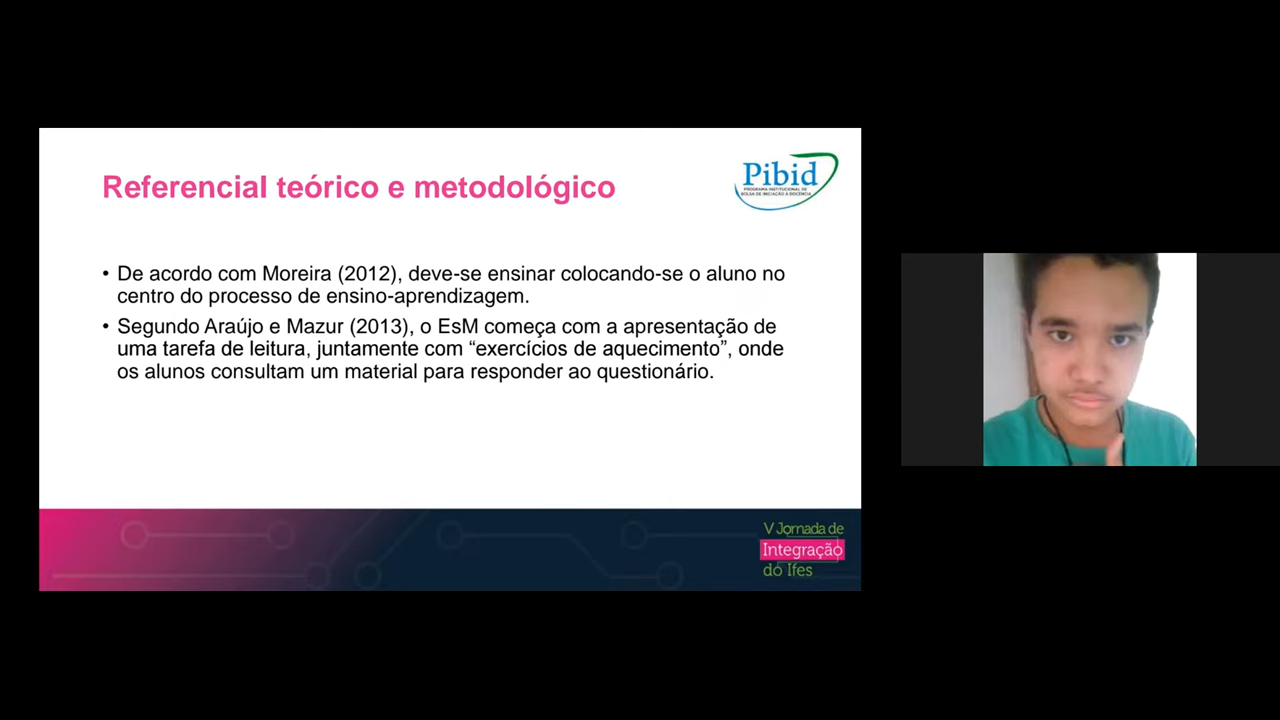 Referencial teórico e metodológico
Pibid
PROGRAMA INSTITUCIONAL DE
BOLSA DE INICIAÇÃO À DOCÊNCIA
• De acordo com Moreira (2012), deve-se ensinar colocando-se o aluno no
centro do processo de ensino-aprendizagem.
• Segundo Araújo e Mazur (2013), o EsM começa com a apresentação de
uma tarefa de leitura, juntamente com “exercícios de aquecimento”, onde
os alunos consultam um material para responder ao questionário.
V Jornada de
Integração
do Ifes